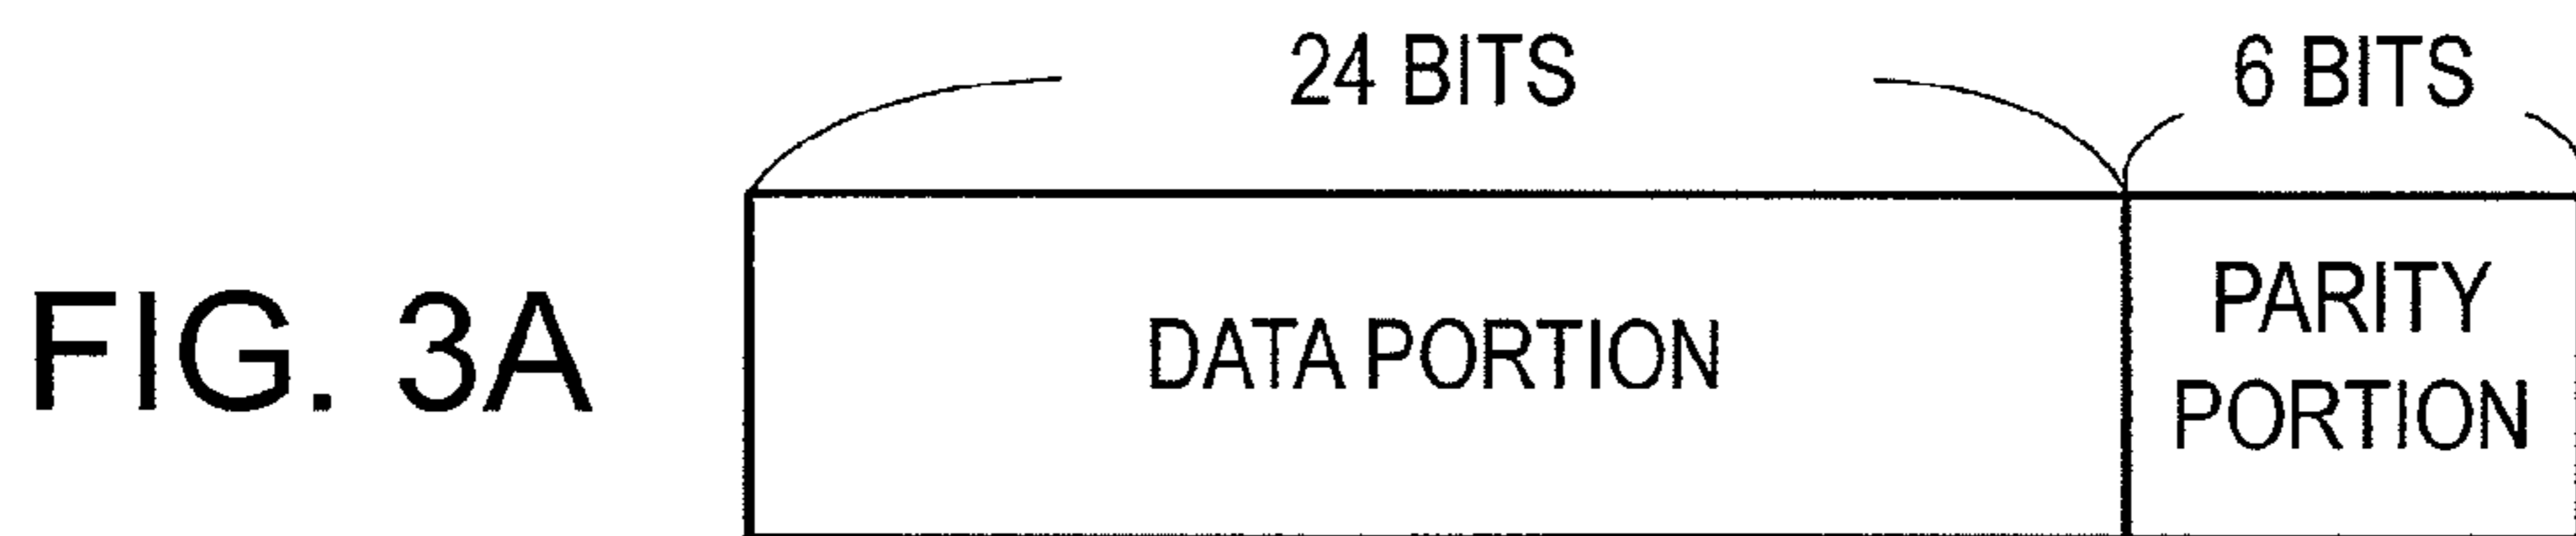 24 BITS
6 BITS
FIG. 3A
DATA PORTION
PARITY
PORTION